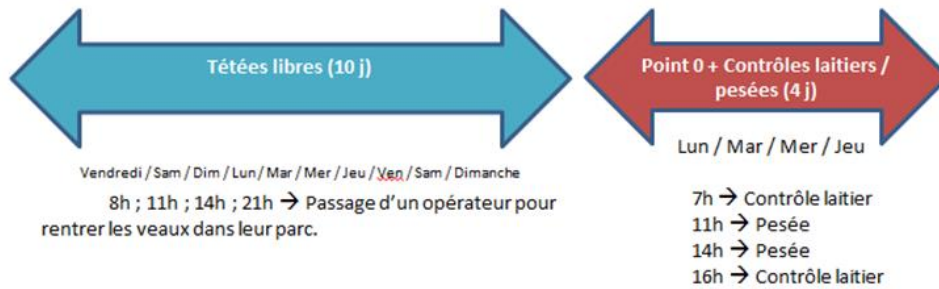 Tétées libres (10 j)
Vendredi / Sam / Dim / Lun / Mar / Mer / Jeu / Ven / Sam / Dimanche
8h ; 11h ; 14h ; 21h → Passage d'un opérateur pour
rentrer les veaux dans leur parc.
Point 0 + Contrôles laitiers /
pesées (4 j)
Lun / Mar / Mer / Jeu
7h → Contrôle laitier
11h → Pesée
14h → Pesée
16h → Contrôle laitier